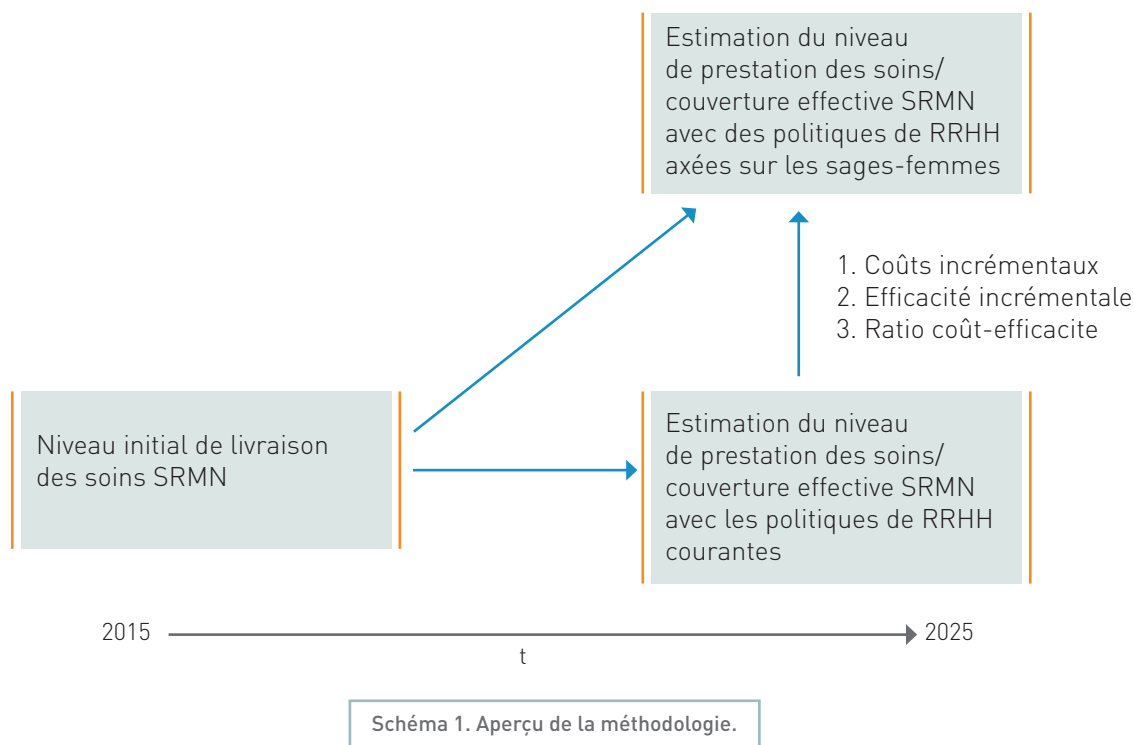 Estimation du niveau
de prestation des soins/
couverture effective SRMN
avec des politiques de RRHH
axées sur les sages-femmes
1. Coûts incrémentaux
2. Efficacité incrémentale
3. Ratio coût-efficacite
Niveau initial de livraison
des soins SRMN
Estimation du niveau
de prestation des soins/
couverture effective SRMN
avec les politiques de RRHH
courantes
2015
2025
t
Schéma 1. Aperçu de la méthodologie.